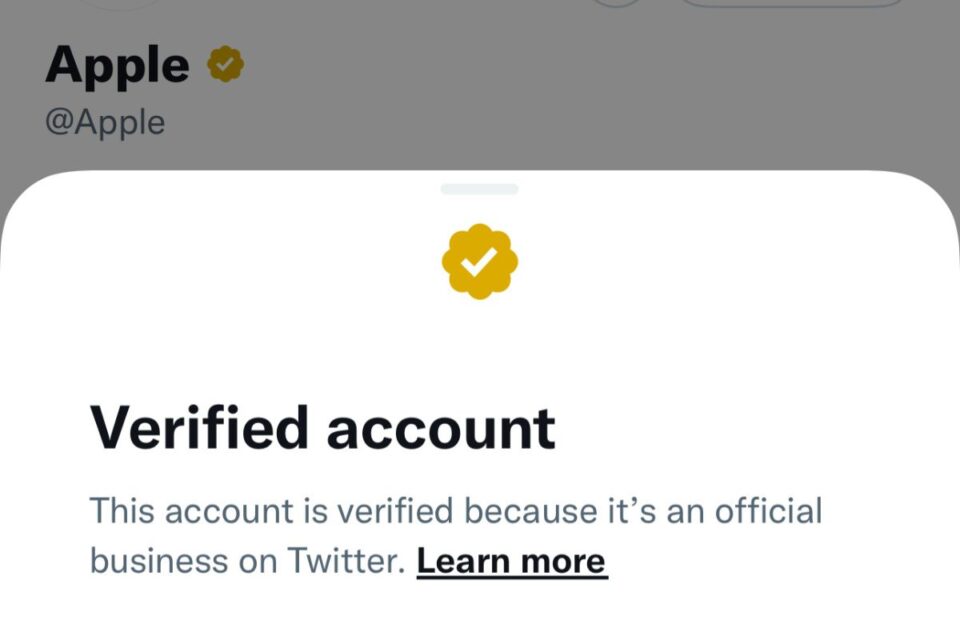 Apple
@Apple
Verified account
This account is verified because it’s an official
business on Twitter. Learn more